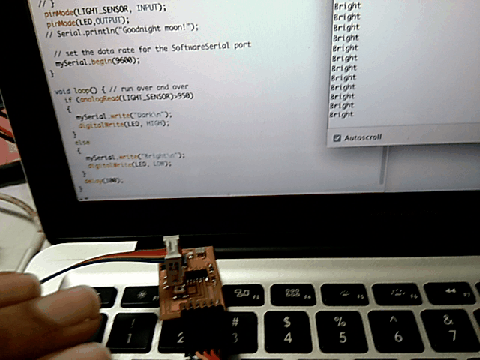 // }
pinMode(LIGHT_SENSOR, INPUT);
pinMode(LED,OUTPUT);
// Serial.println("Goodnight moon!");
// set the data rate for the SoftwareSerial port
mySerial.begin(9600);
}
void loop() { // run over and over
if (analogRead(LIGHT_SENSOR)>950)
{
mySerial.write("Dark\n");
digitalWrite(LED, HIGH);
}
else
{
mySerial.write("Bright\n");
digitalWrite(LED, LOW);
}
delay(500);
}
Bright
Bright
Bright
Bright
Bright
Bright
Bright
Bright
Bright
Bright
Bright
Autoscroll
#
$
4
%
5
^
6
&
7